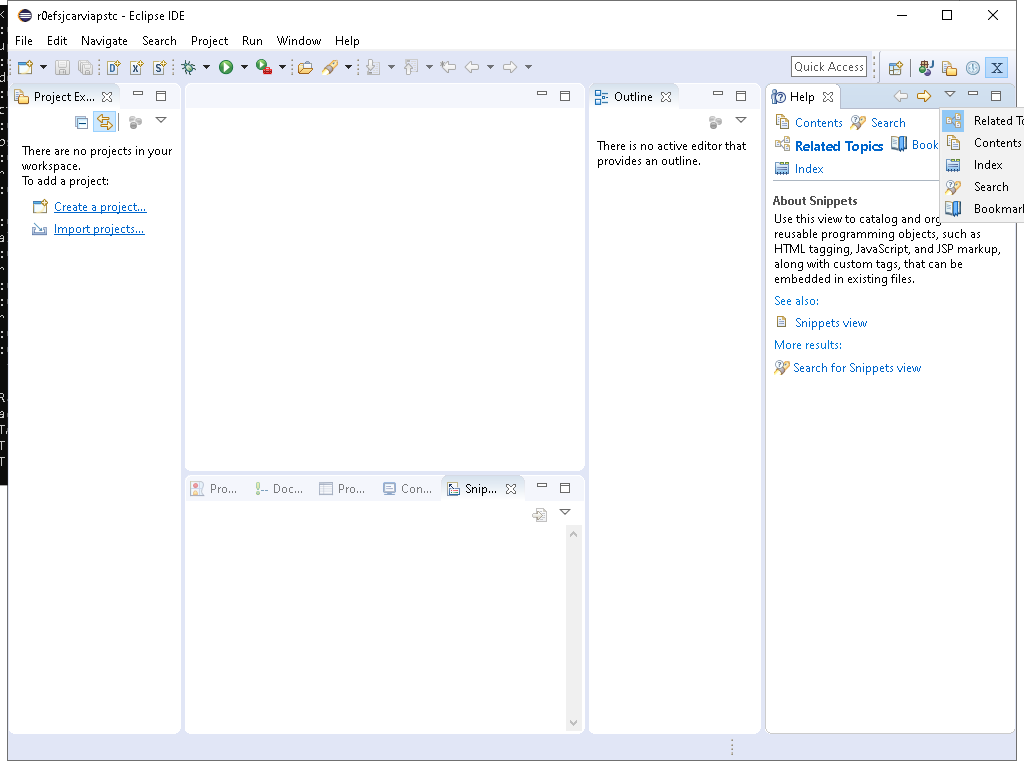 r0efsjcarviapstc - Eclipse IDE
File Edit Navigate Search Project Run Window Help
Quick Access
Project Ex...
There are no projects in your
workspace.
To add a project:
Create a project...
Import projects...
Outline
There is no active editor that
provides an outline.
Help
Contents Search
Related Topics Book
Index
Related To
Contents
Index
Search
Bookmark
About Snippets
Use this view to catalog and org
reusable programming objects, such as
HTML tagging, JavaScript, and JSP markup,
along with custom tags, that can be
embedded in existing files.
See also:
Snippets view
More results:
Search for Snippets view
Pro... Doc... Pro... Con... Snip...